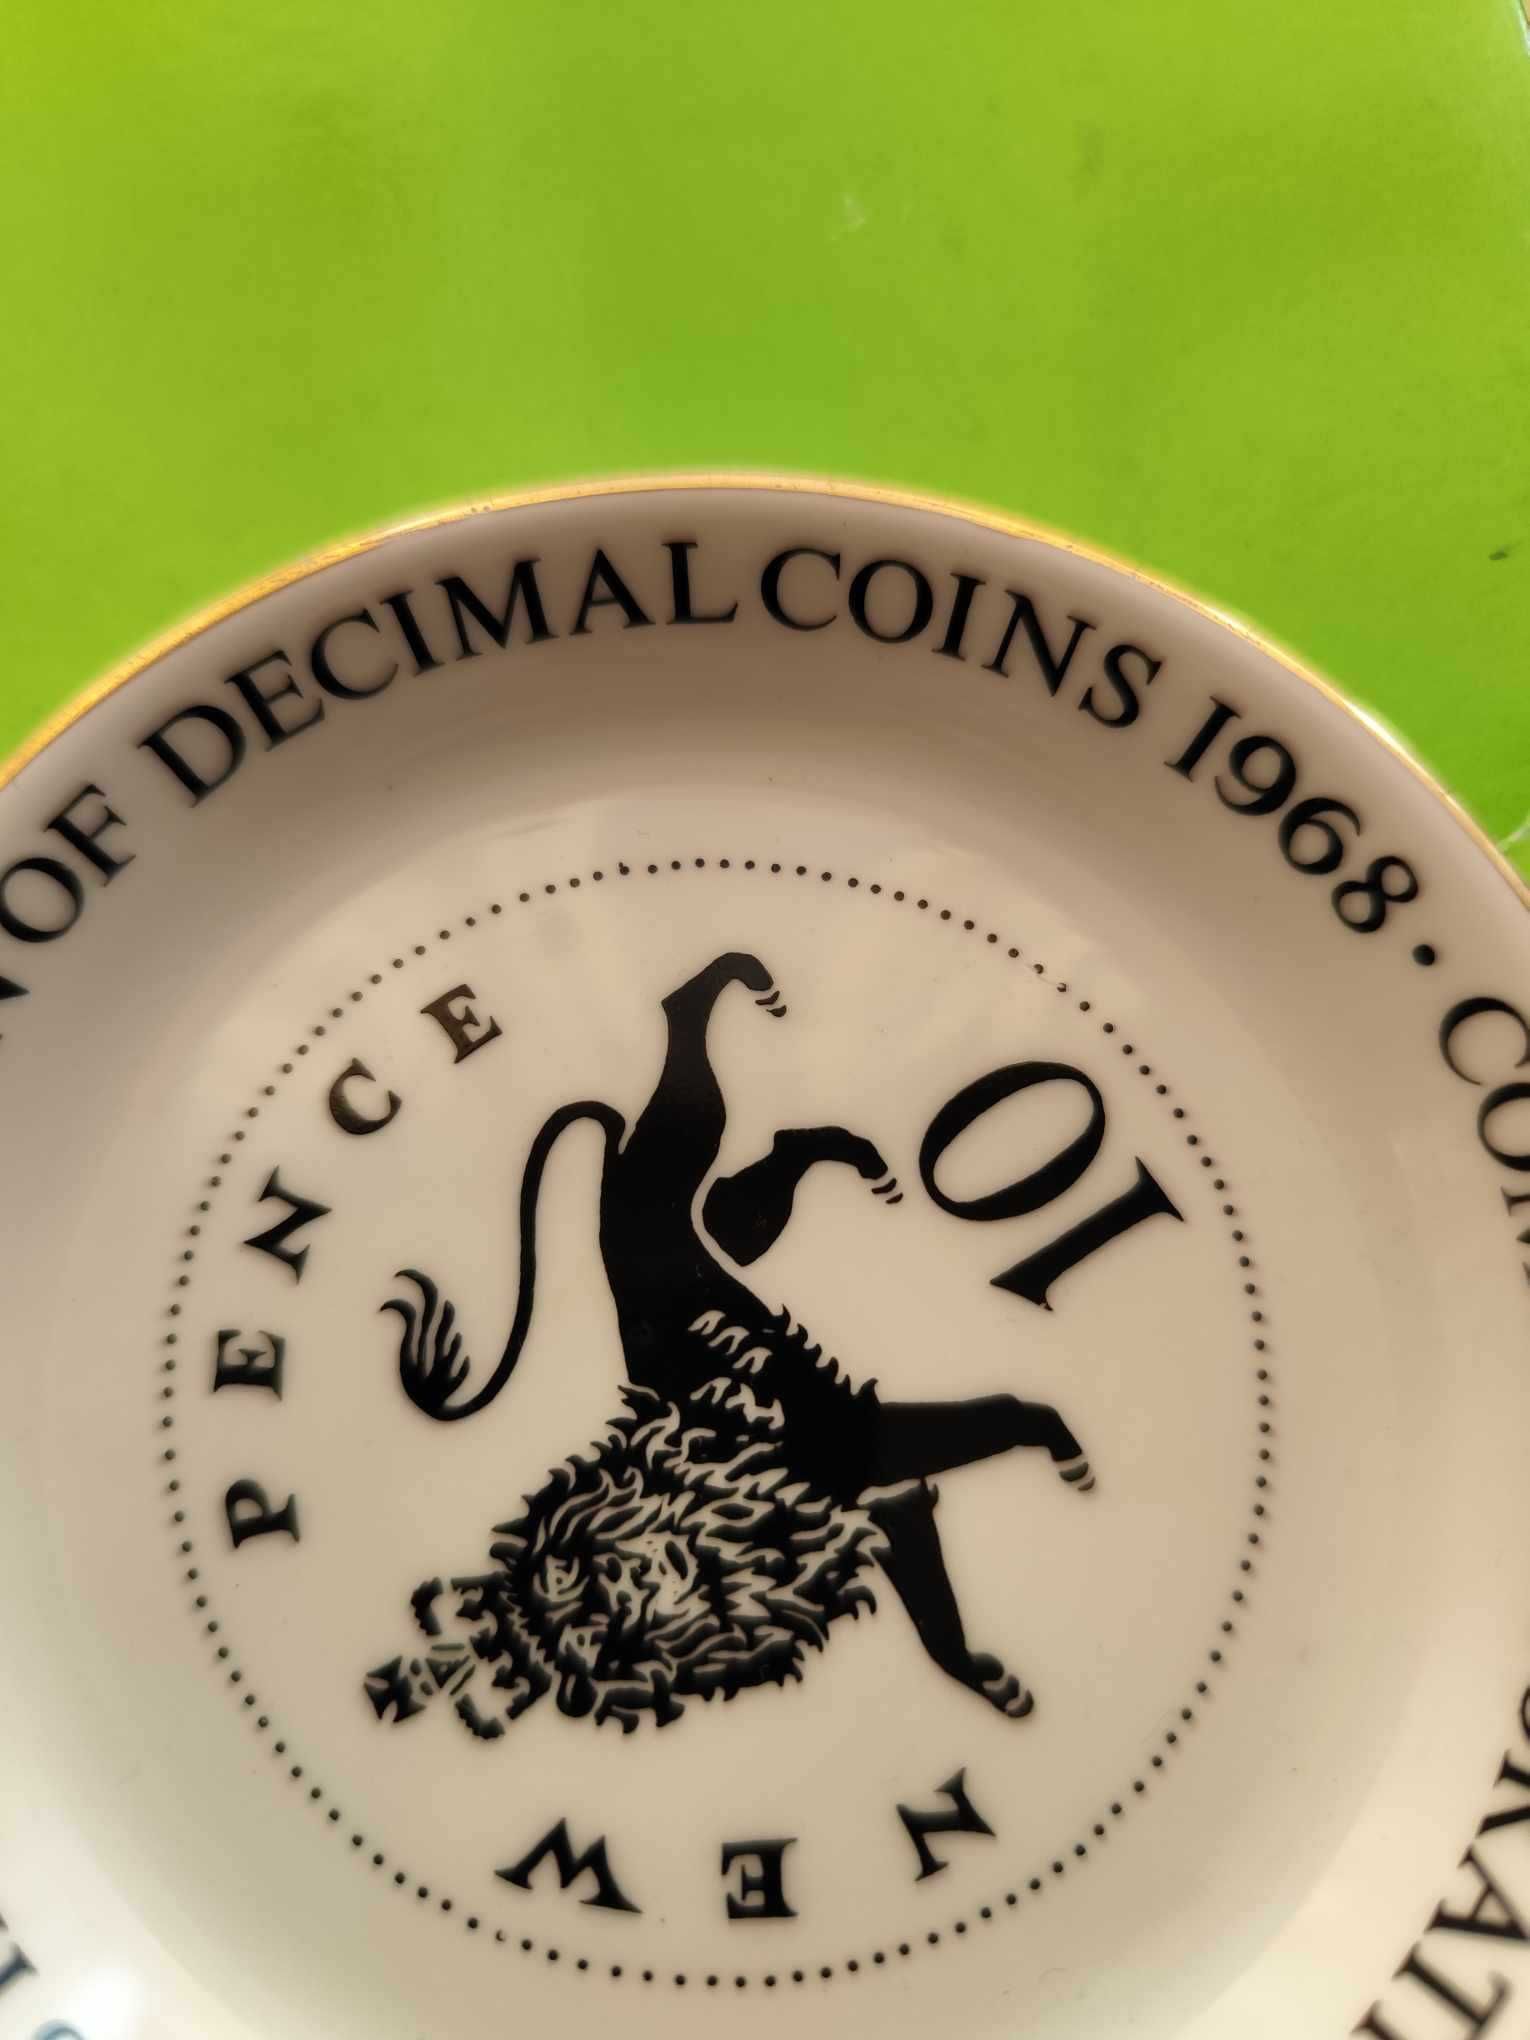 OF DECIMAL COINS 1968 ·
NEW PENCE
10